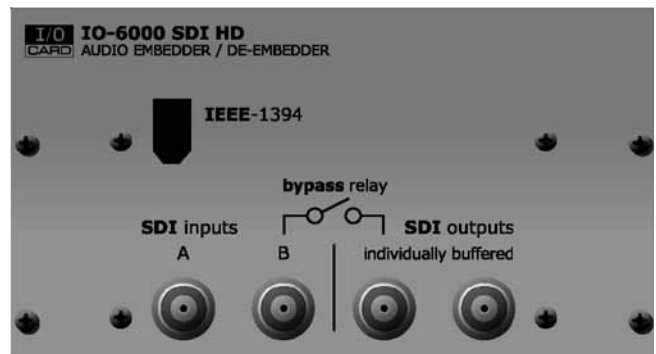 I/O IO-6000 SDI HD
CARD AUDIO EMBEDDER / DE-EMBEDDER
IEEE-1394
bypass relay
SDI inputs SDI outputs
A B individually buffered